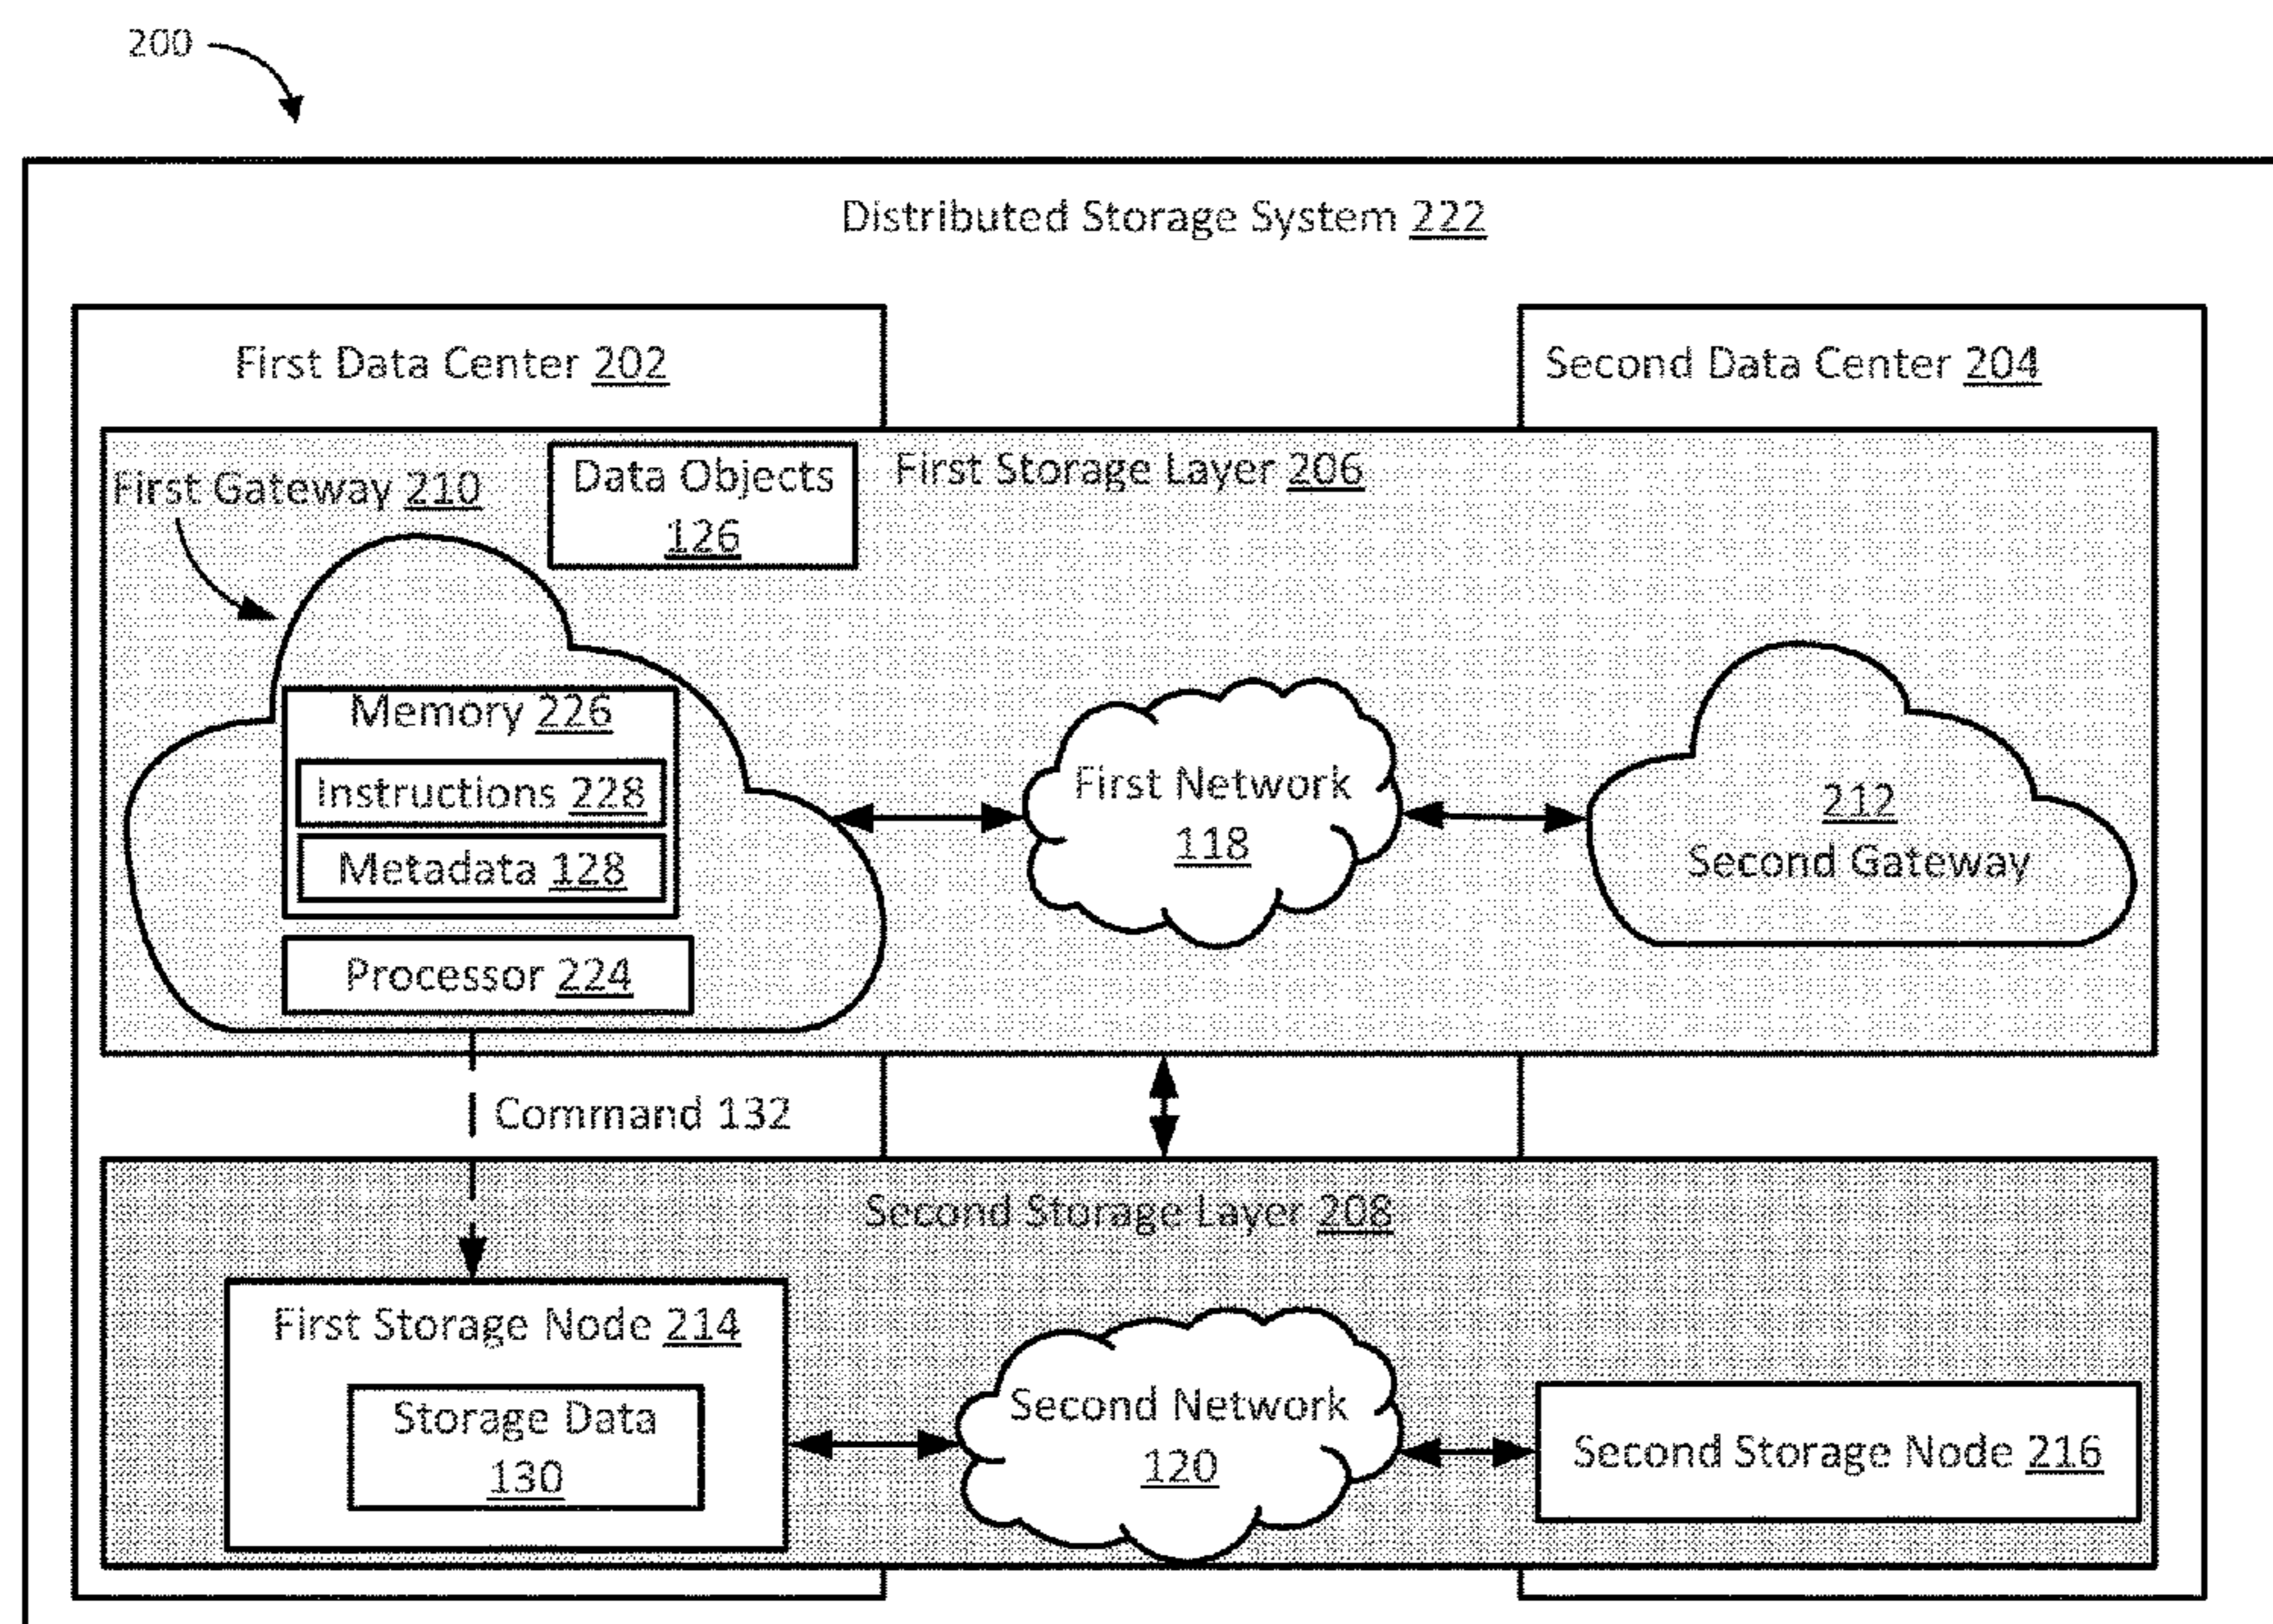 200
Distributed Storage System 222
First Data Center 202
Second Data Center 204
First Gateway 210
Data Objects
126
First Storage Layer 206
Memory 226
Instructions 228
Metadata 128
Processor 224
First Network
118
212
Second Gateway
Command 132
Second Storage Layer 208
First Storage Node 214
Storage Data
130
Second Network
120
Second Storage Node 216